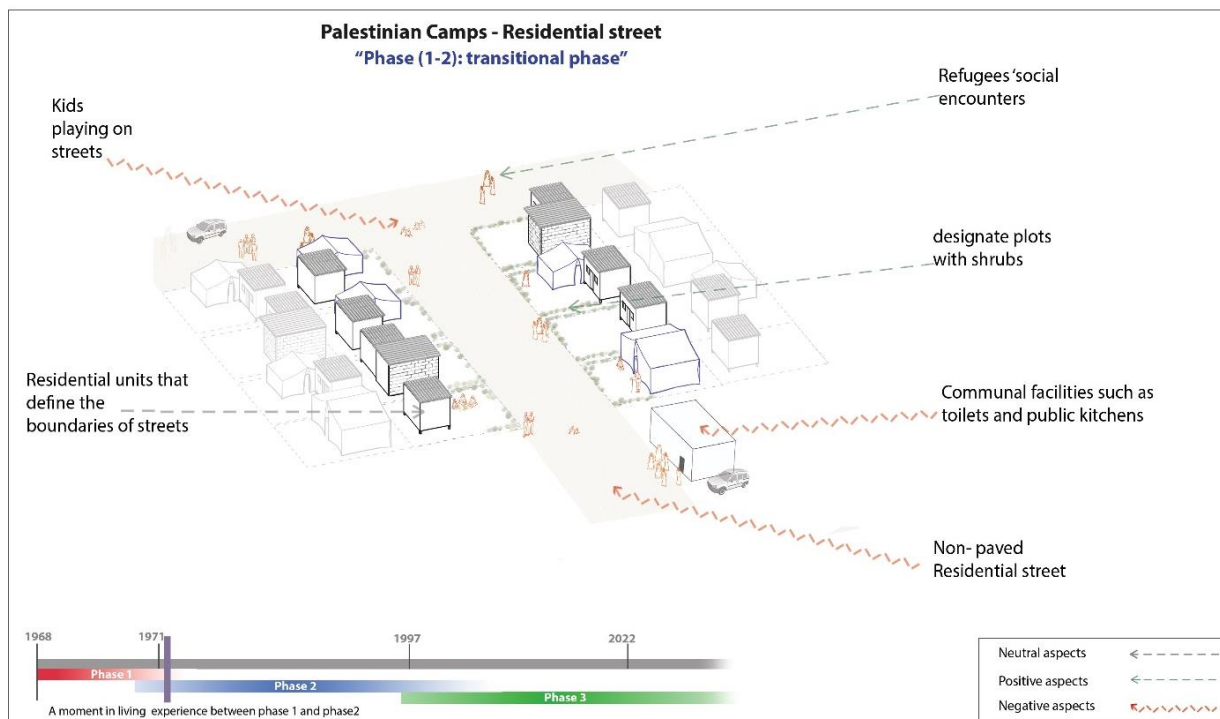 Palestinian Camps - Residential street
“Phase (1-2): transitional phase”
Kids
playing on
streets
Refugees ‘social
encounters
designate plots
with shrubs
Residential units that
define the
boundaries of streets
Communal facilities such as
toilets and public kitchens
Non- paved
Residential street
1968
1971
1997
2022
Phase 1
Phase 2
Phase 3
A moment in living experience between phase 1 and phase2
Neutral aspects
Positive aspects
Negative aspects